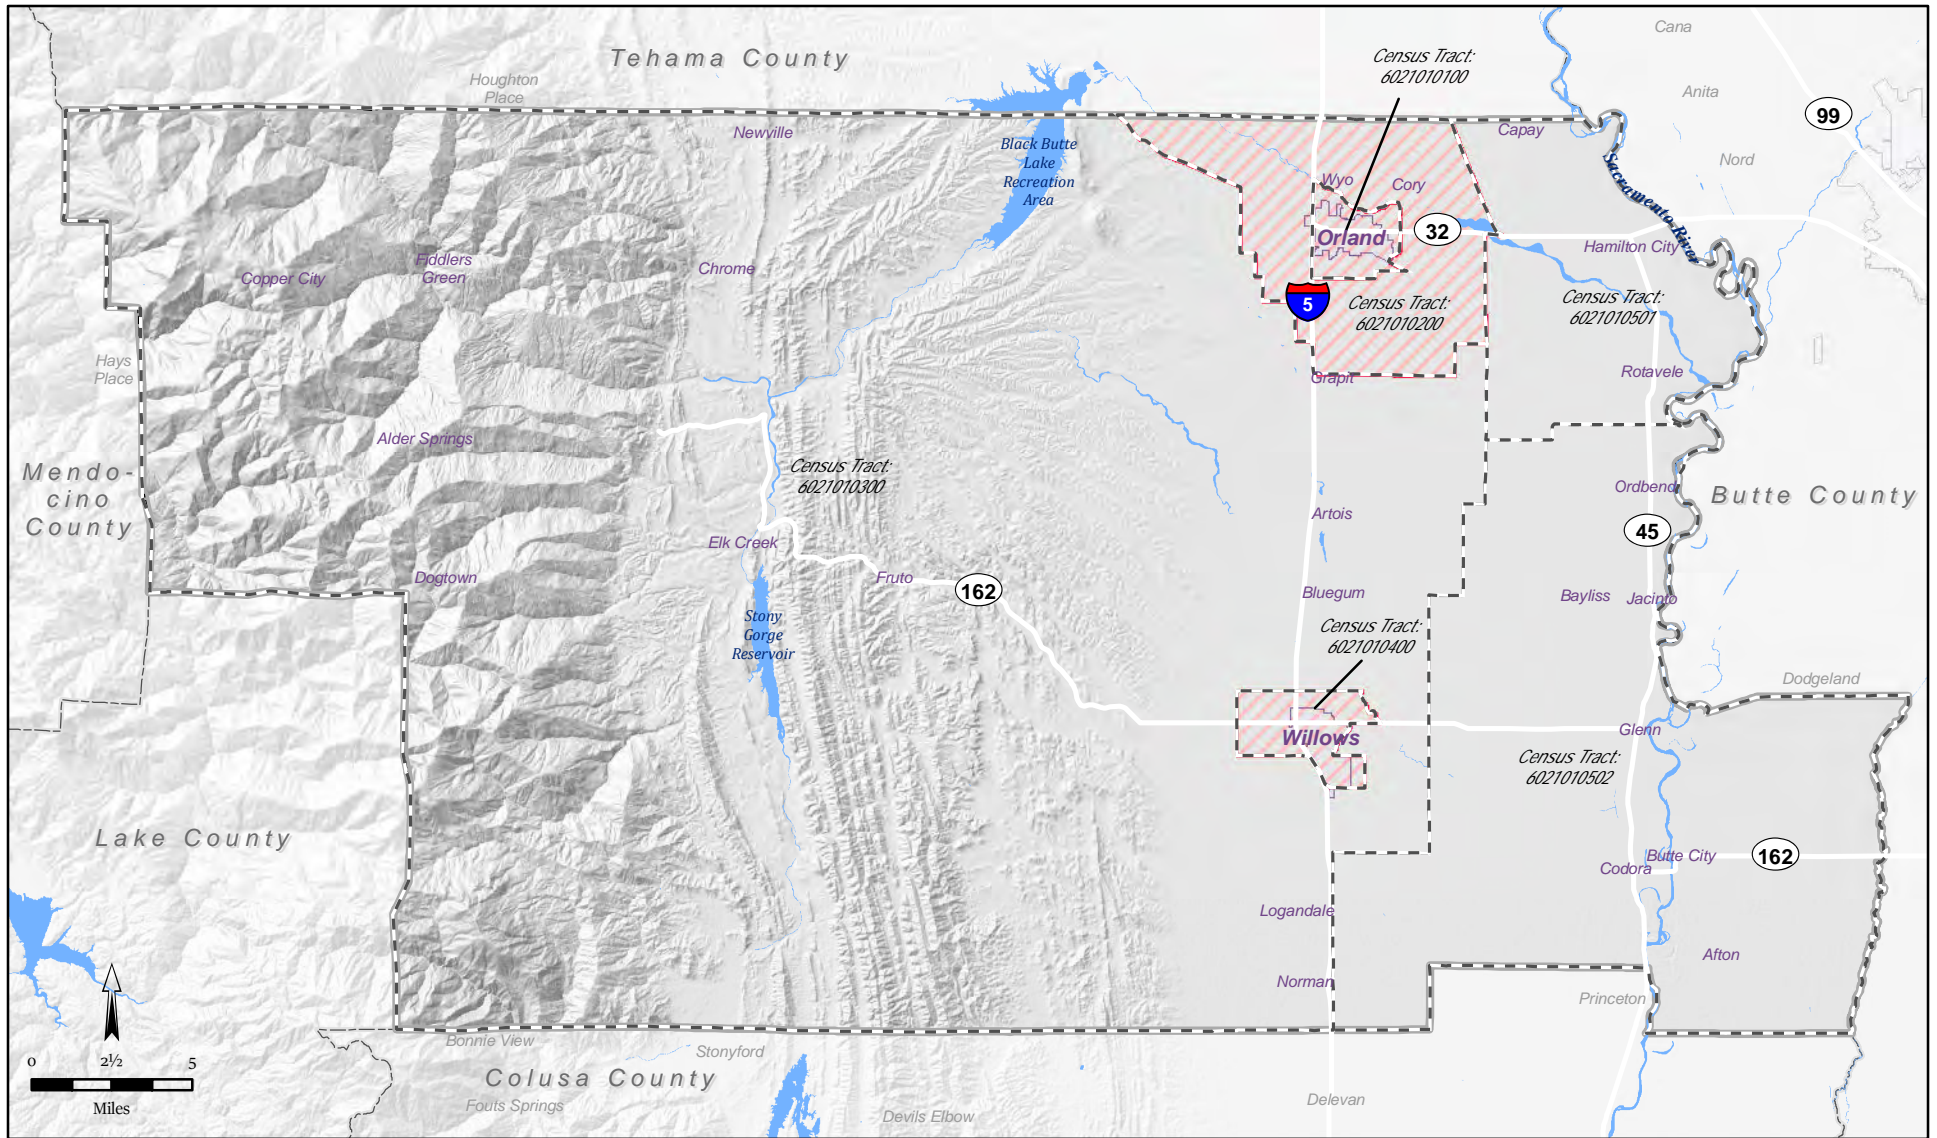 Cana
Tehama County
Census Tract:
6021010100
Houghton
Place
Anita
99
Newville
Capay
Black Butte
Lake
Recreation
Area
Nord
Sacramento River
Wyo
Cory
Orland
32
Hamilton City
Fiddlers
Green
Copper City
Chrome
5
Census Tract:
6021010200
Census Tract:
6021010501
Hays
Place
Grapit
Rotavele
Alder Springs
Mendo-
cino
County
Census Tract:
6021010300
Ordbend
Butte County
Artois
45
Elk Creek
Dogtown
Fruto
162
Bluegum
Bayliss
Jacinto
Stony
Gorge
Reservoir
Census Tract:
6021010400
Dodgeland
Willows
Glenn
Census Tract:
6021010502
Lake County
Butte City
162
Codora
Logandale
Afton
Norman
Princeton
Bonnie View
Stonyford
0 2½ 5
Miles
Colusa County
Fouts Springs
Devils Elbow
Delevan